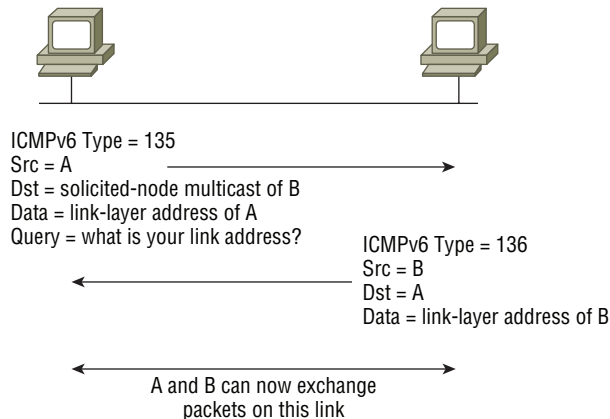 ICMPv6 Type = 135
Src = A
Dst = solicited-node multicast of B
Data = link-layer address of A
Query = what is your link address?
ICMPv6 Type = 136
Src = B
Dst = A
Data = link-layer address of B
A and B can now exchange
packets on this link